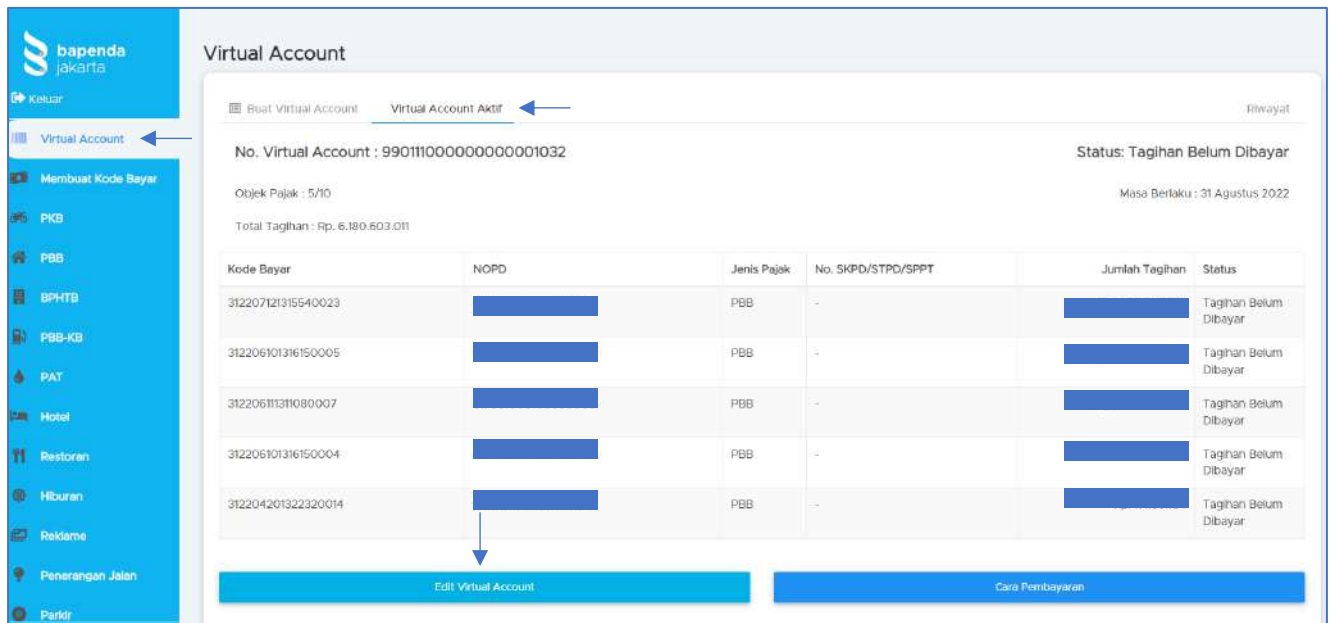 bapenda
jakarta
Keluar
Virtual Account
Membuat Kode Bayar
PKB
PBB
BPHTB
PBB-KB
PAT
Hotel
Restoran
Hiburan
Reklame
Penerangan Jalan
Parkir
Virtual Account
Buat Virtual Account Virtual Account Aktif Riwayat
No. Virtual Account : 990111000000000001032 Status: Tagihan Belum Dibayar
Objek Pajak : 5/10 Masa Berlaku : 31 Agustus 2022
Total Tagihan : Rp. 6.180.603.011
Kode Bayar NOPD Jenis Pajak No. SKPD/STPD/SPPT Jumlah Tagihan Status
312207121315540023 PBB - Tagihan Belum
Dibayar
312206101316150005 PBB - Tagihan Belum
Dibayar
312206111311080007 PBB - Tagihan Belum
Dibayar
312206101316150004 PBB - Tagihan Belum
Dibayar
312204201322320014 PBB - Tagihan Belum
Dibayar
Edit Virtual Account Cara Pembayaran